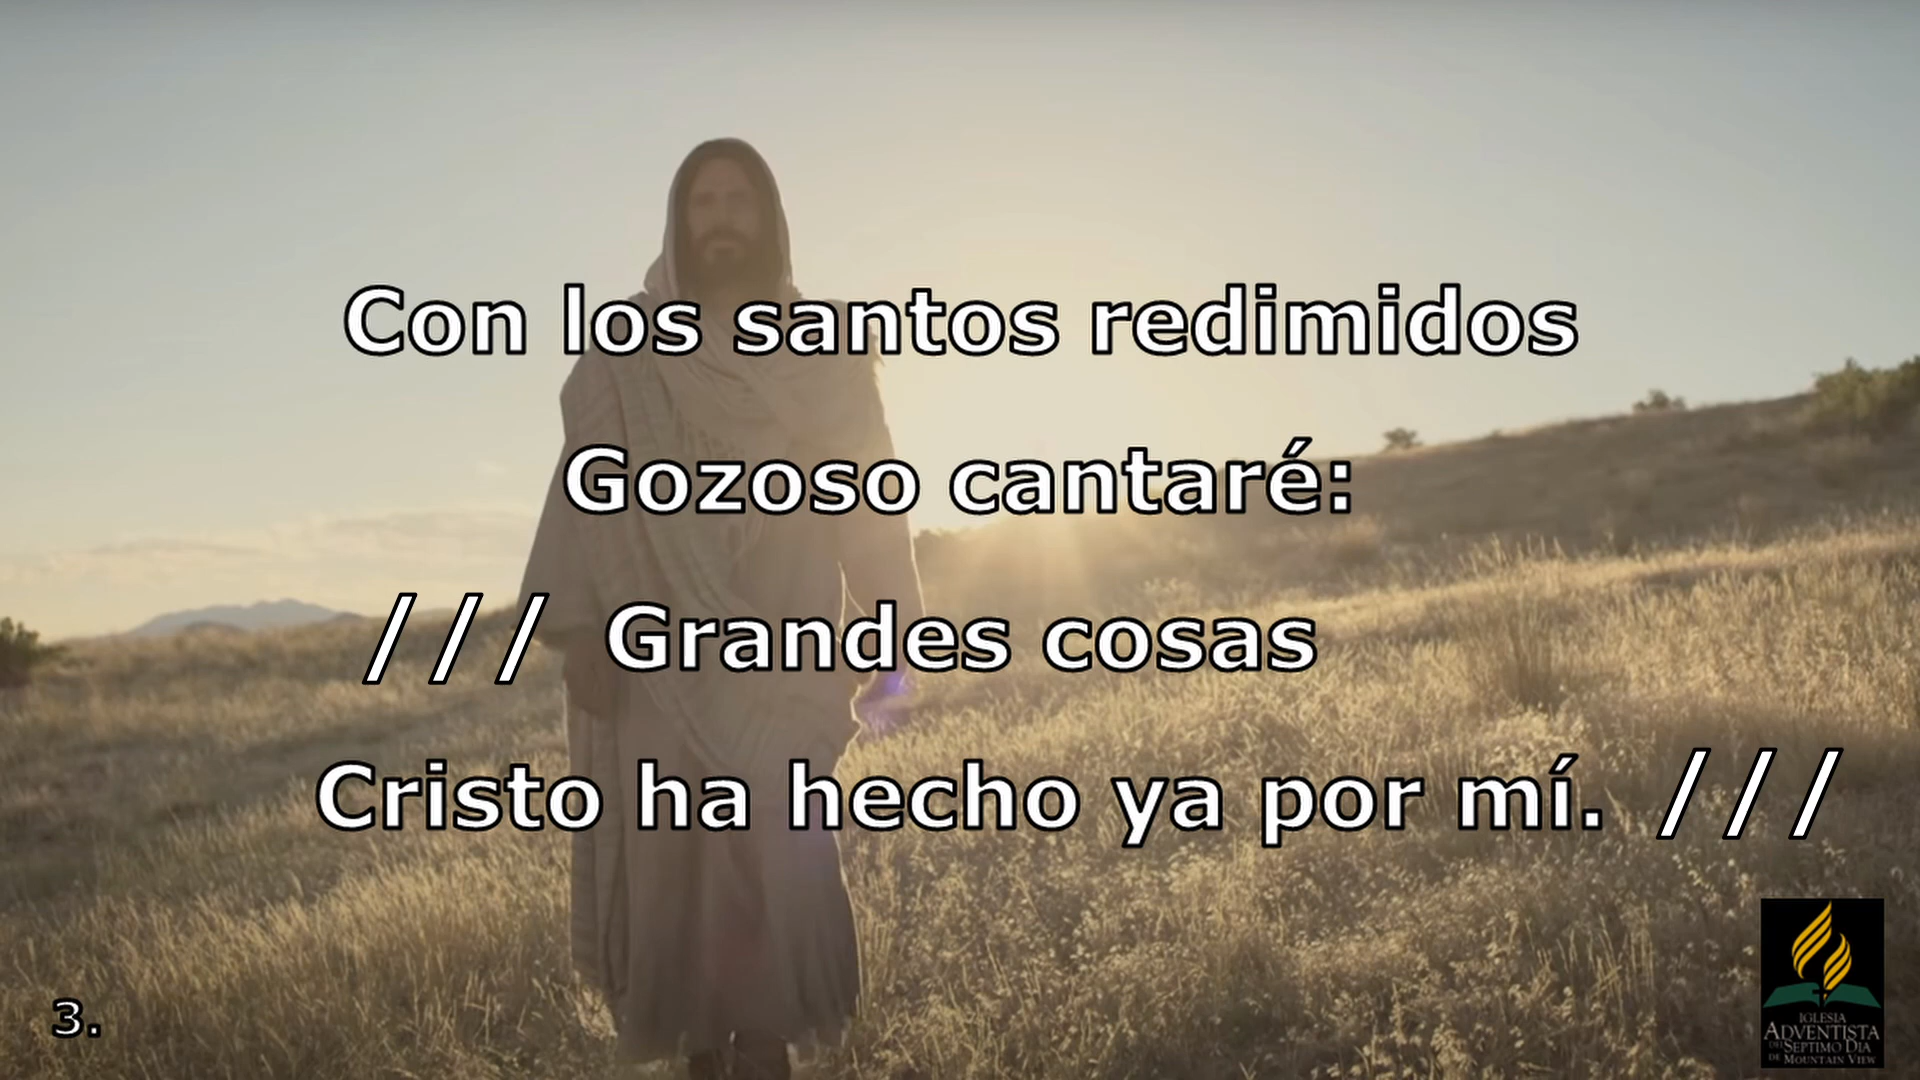 Con los santos redimidos
Gozoso cantaré:
/ / / Grandes cosas
Cristo ha hecho ya por mí. / / /
3.
IGLESIA
ADVENTISTA
DEL SEPTIMO DIA
DE MOUNTAIN VIEW